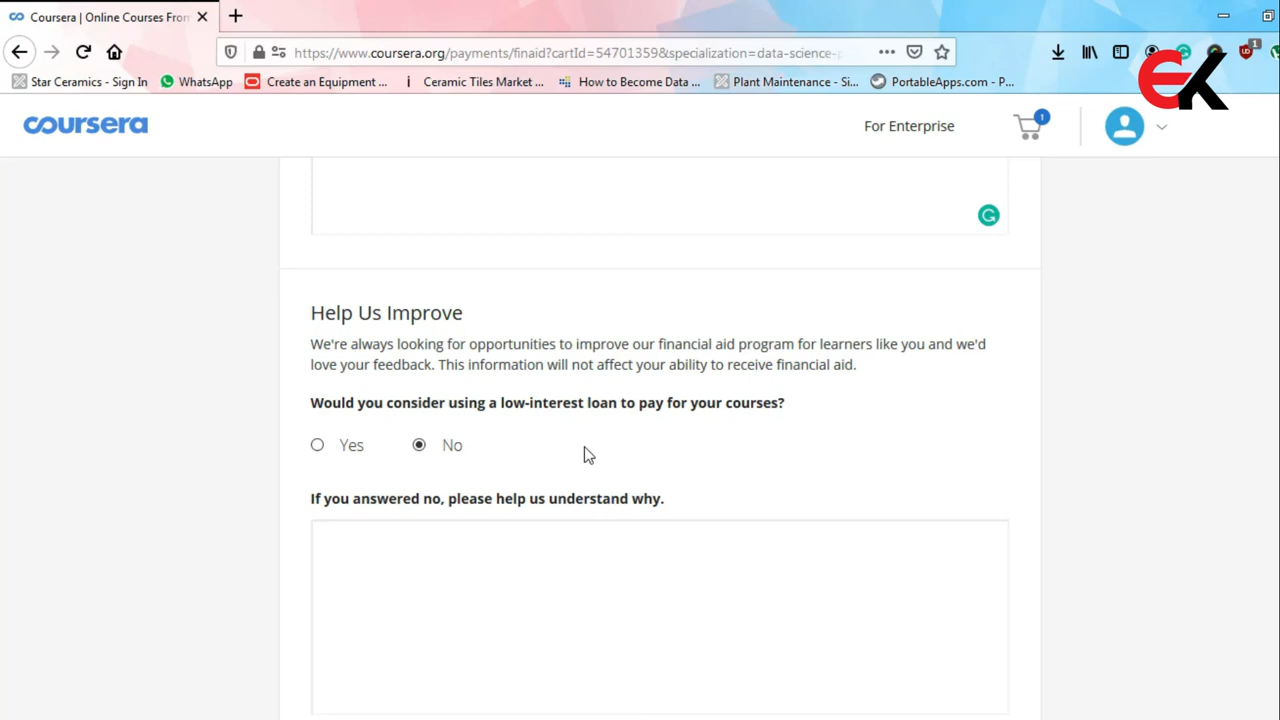 Coursera | Online Courses Fron
https://www.coursera.org/payments/finaid?cartId=54701359&specialization=data-science-p
Star Ceramics - Sign In WhatsApp Create an Equipment ... Ceramic Tiles Market ... How to Become Data ... Plant Maintenance - Si... PortableApps.com - P...
EK
coursera
For Enterprise
1
Help Us Improve
We're always looking for opportunities to improve our financial aid program for learners like you and we'd
love your feedback. This information will not affect your ability to receive financial aid.
Would you consider using a low-interest loan to pay for your courses?
Yes No
If you answered no, please help us understand why.